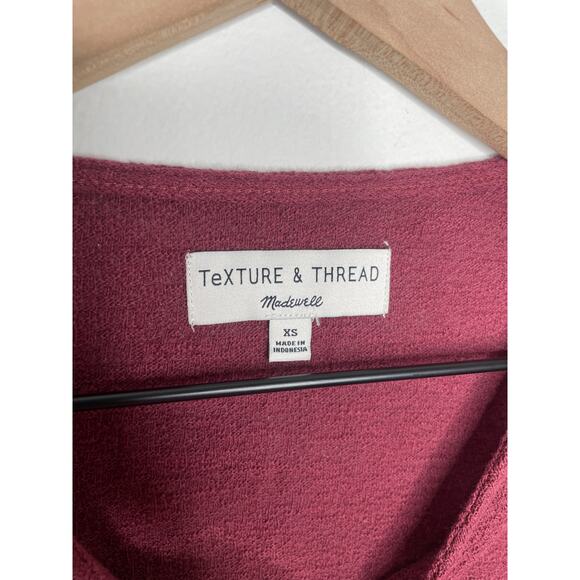 TeXTURE & THREAD
Madewell
XS
MADE IN
INDONESIA